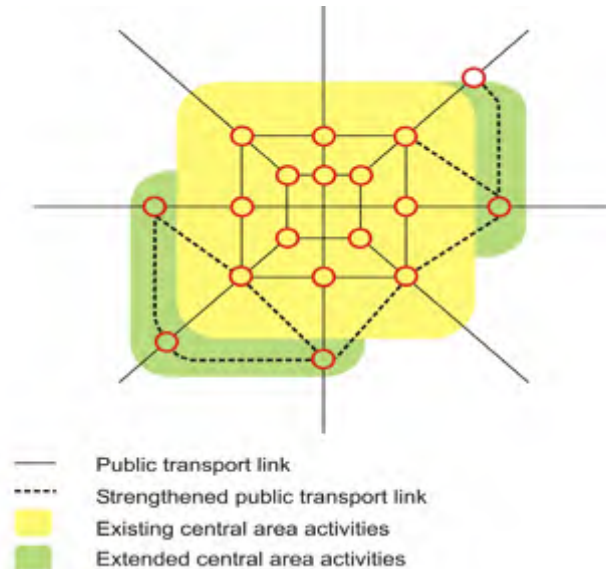 Public transport link
Strengthened public transport link
Existing central area activities
Extended central area activities